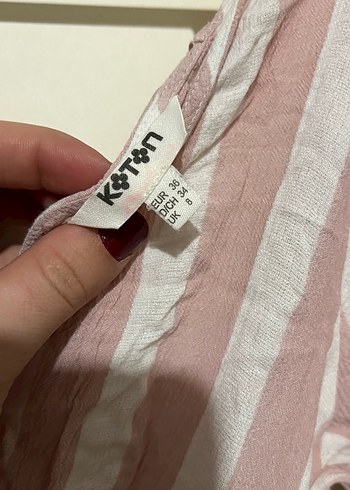 KOTON
EUR 36
D/CH 34
UK 8